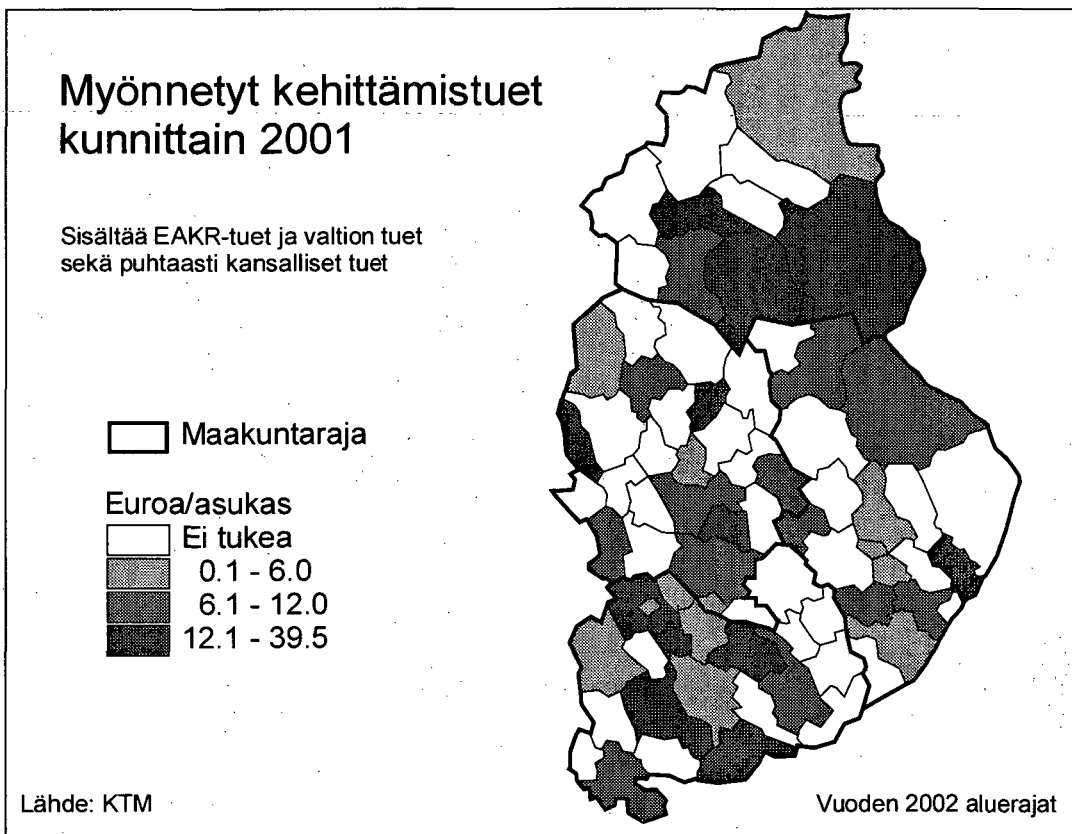 Myönnetyt kehittämistuet
kunnittain 2001
Sisältää EAKR-tuet ja valtion tuet
sekä puhtaasti kansalliset tuet
Maakuntaraja
Euroa/asukas
Ei tukea
0.1 - 6.0
6.1 - 12.0
12.1 - 39.5
Lähde: KTM
Vuoden 2002 aluerajat